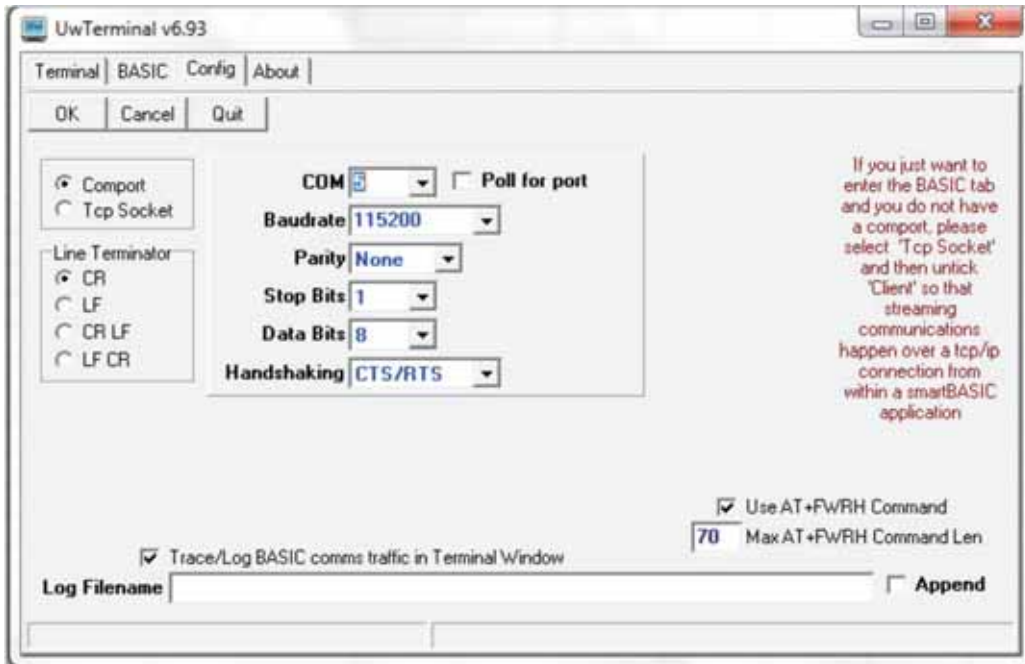 UwTerminal v6.93
Terminal BASIC Config About
OK Cancel Quit
Comport
Tcp Socket
Line Terminator
CR
LF
CR LF
LF CR
COM Poll for port
Baudrate 115200
Parity None
Stop Bits 1
Data Bits 8
Handshaking CTS/RTS
If you just want to
enter the BASIC tab
and you do not have
a comport, please
select 'Tcp Socket'
and then untick
'Client' so that
streaming
communications
happen over a tcp/ip
connection from
within a smartBASIC
application
Use AT+FWRH Command
70 Max AT+FWRH Command Len
Trace/Log BASIC comms traffic in Terminal Window
Log Filename Append